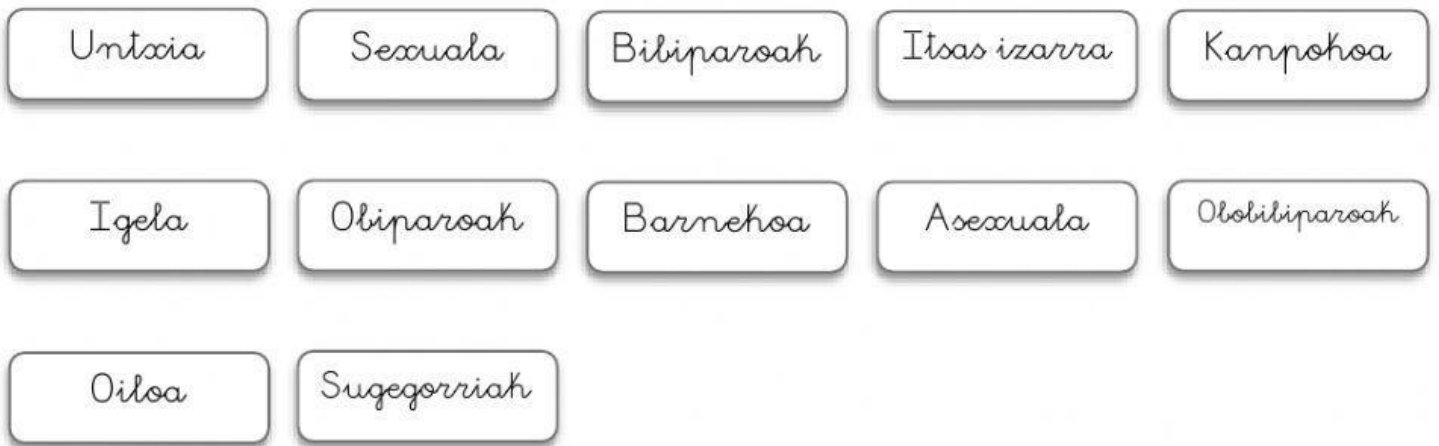 Untxia
Sexuala
Bibiparoak
Itsas izarra
Kanpokoa
Igela
Obiparoak
Barnekoa
Asexuala
Obobibiparoak
Oiloa
Sugegorriak